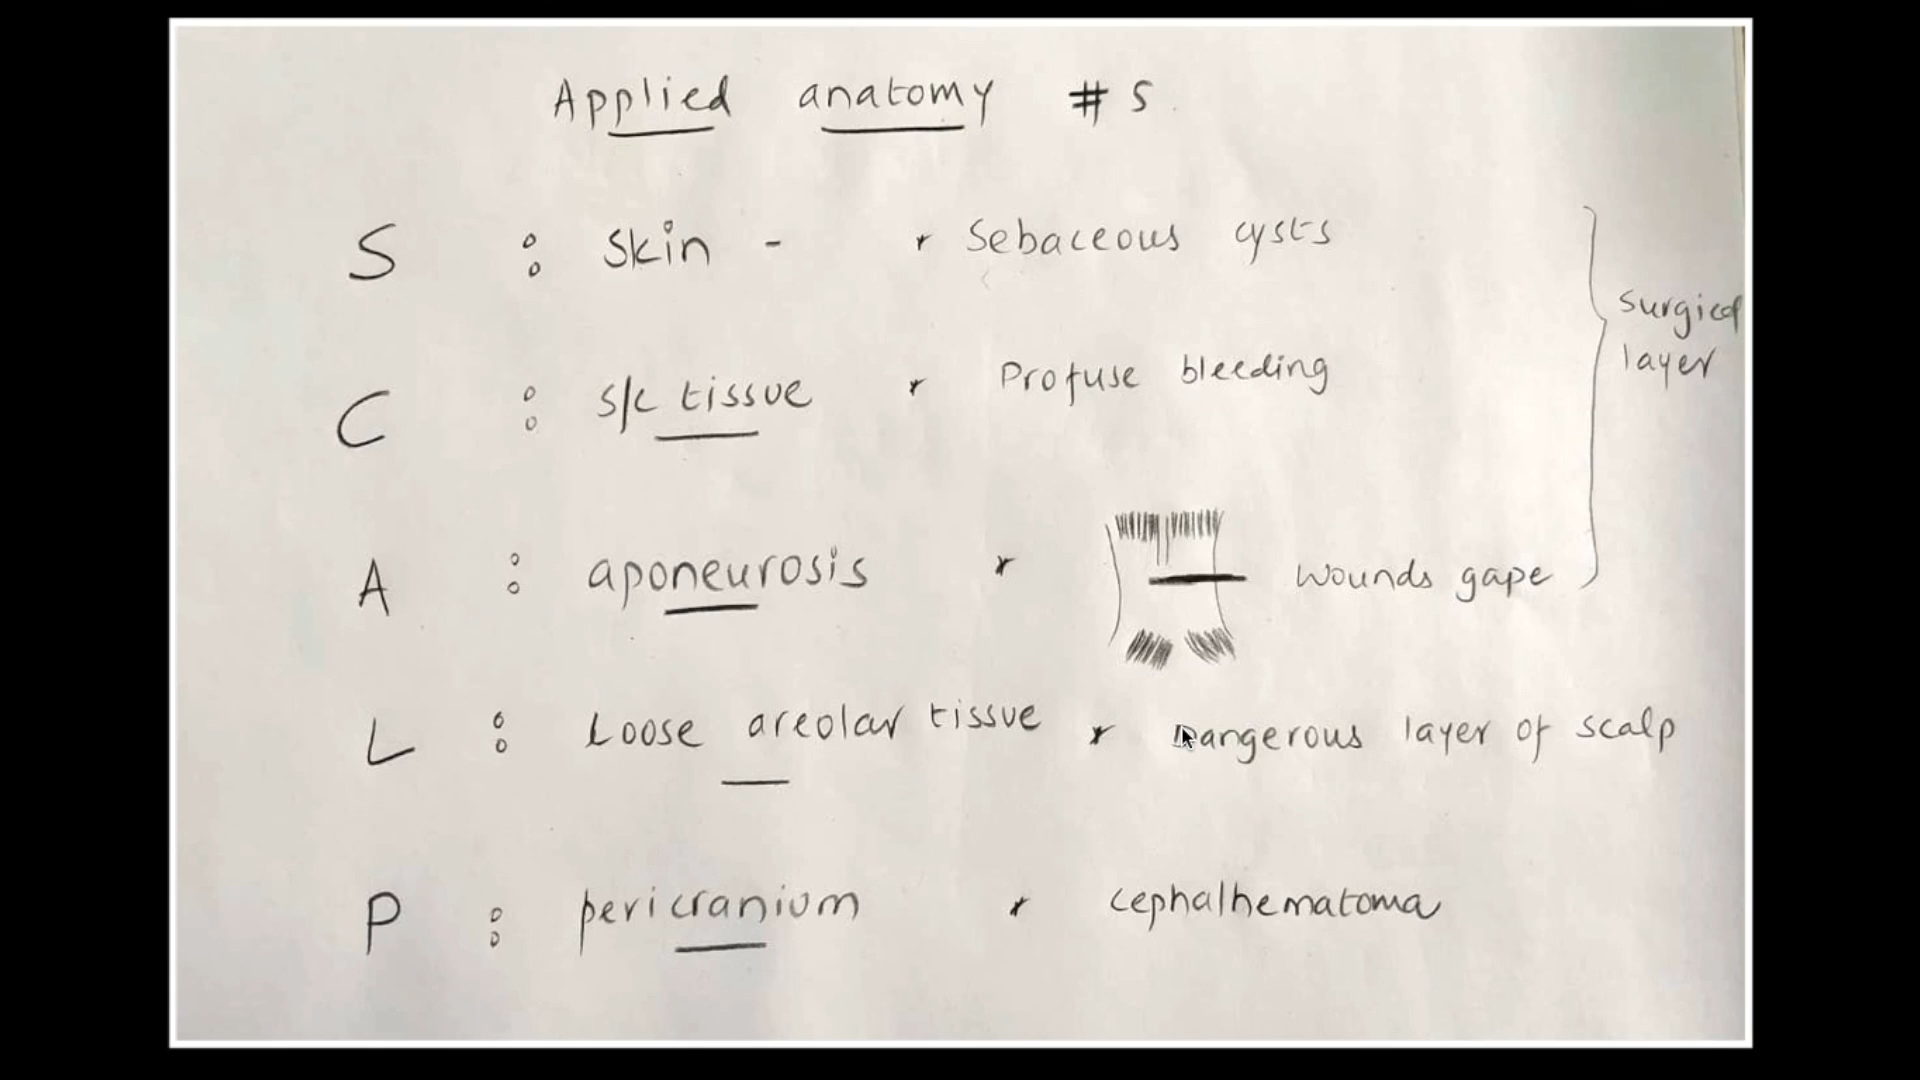 Applied anatomy # 5
S : Skin - * Sebaceous cysts
C : s/c tissue * Profuse bleeding
surgical
layer
A : aponeurosis * wounds gape
L : Loose areolar tissue * Dangerous layer of scalp
P : pericranium * cephalhematoma